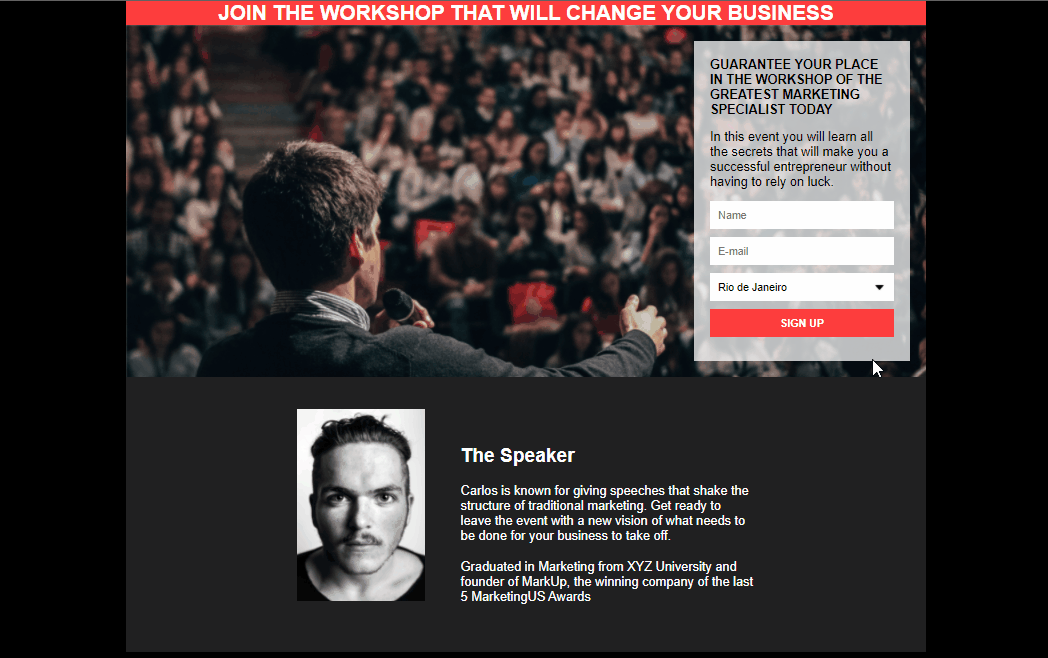 JOIN THE WORKSHOP THAT WILL CHANGE YOUR BUSINESS
GUARANTEE YOUR PLACE
IN THE WORKSHOP OF THE
GREATEST MARKETING
SPECIALIST TODAY
In this event you will learn all
the secrets that will make you a
successful entrepreneur without
having to rely on luck.
Name
E-mail
Rio de Janeiro
SIGN UP
The Speaker
Carlos is known for giving speeches that shake the
structure of traditional marketing. Get ready to
leave the event with a new vision of what needs to
be done for your business to take off.
Graduated in Marketing from XYZ University and
founder of MarkUp, the winning company of the last
5 MarketingUS Awards